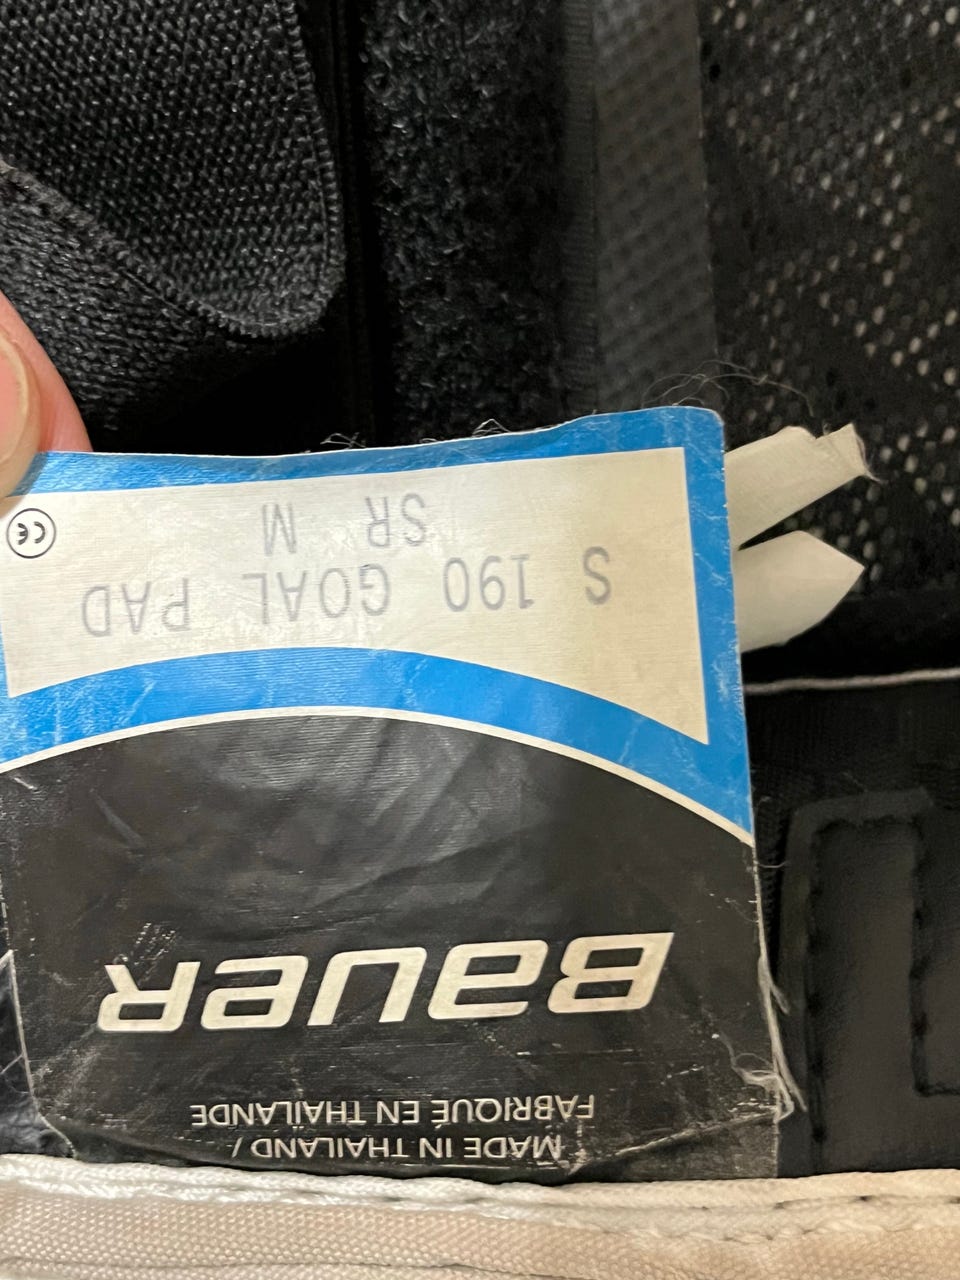 MADE IN THAILAND /
FABRIQUÉ EN THAÏLANDE
BAUER
S 190 GOAL PAD
SR M
CE